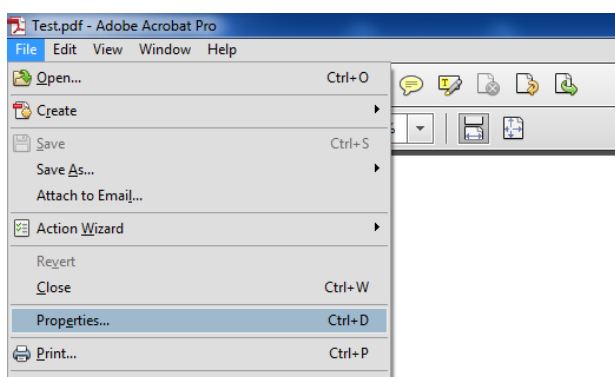 Test.pdf - Adobe Acrobat Pro
File Edit View Window Help
Open... Ctrl+O
Create
Save Ctrl+S
Save As...
Attach to Email...
Action Wizard
Revert
Close Ctrl+W
Properties... Ctrl+D
Print... Ctrl+P